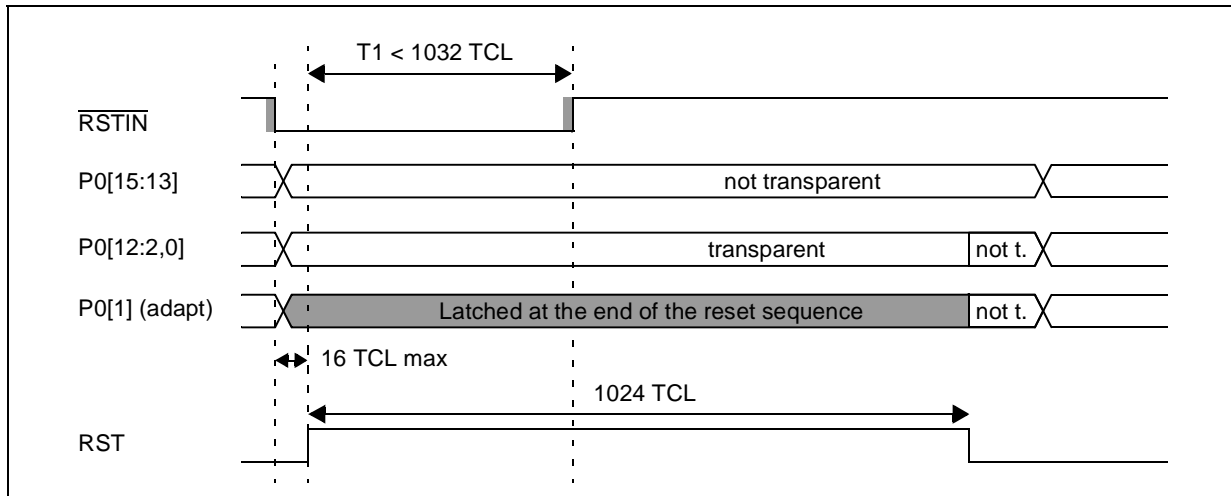 T1 < 1032 TCL
RSTIN
P0[15:13]
not transparent
P0[12:2,0]
transparent
not t.
P0[1] (adapt)
Latched at the end of the reset sequence
not t.
16 TCL max
1024 TCL
RST